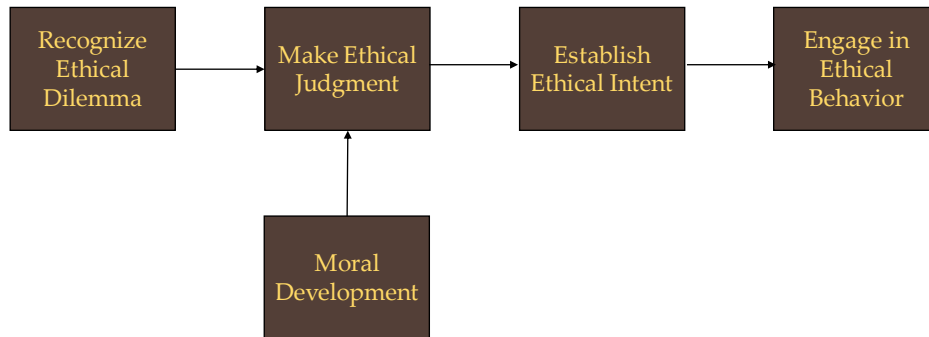 Recognize
Ethical
Dilemma
Make Ethical
Judgment
Establish
Ethical Intent
Engage in
Ethical
Behavior
Moral
Development